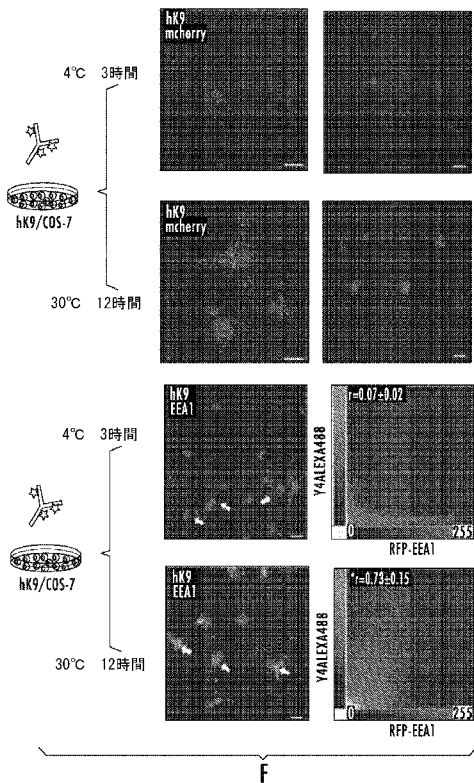 hK9
mcherry
4℃ 3時間
hK9/COS-7
hK9
mcherry
30℃ 12時間
hK9
EEA1
r=0.07±0.02
4℃ 3時間
Y4ALEXA488
0
255
RFP-EEA1
hK9/COS-7
hK9
EEA1
*r=0.73±0.15
Y4ALEXA488
30℃ 12時間
0
255
RFP-EEA1
F